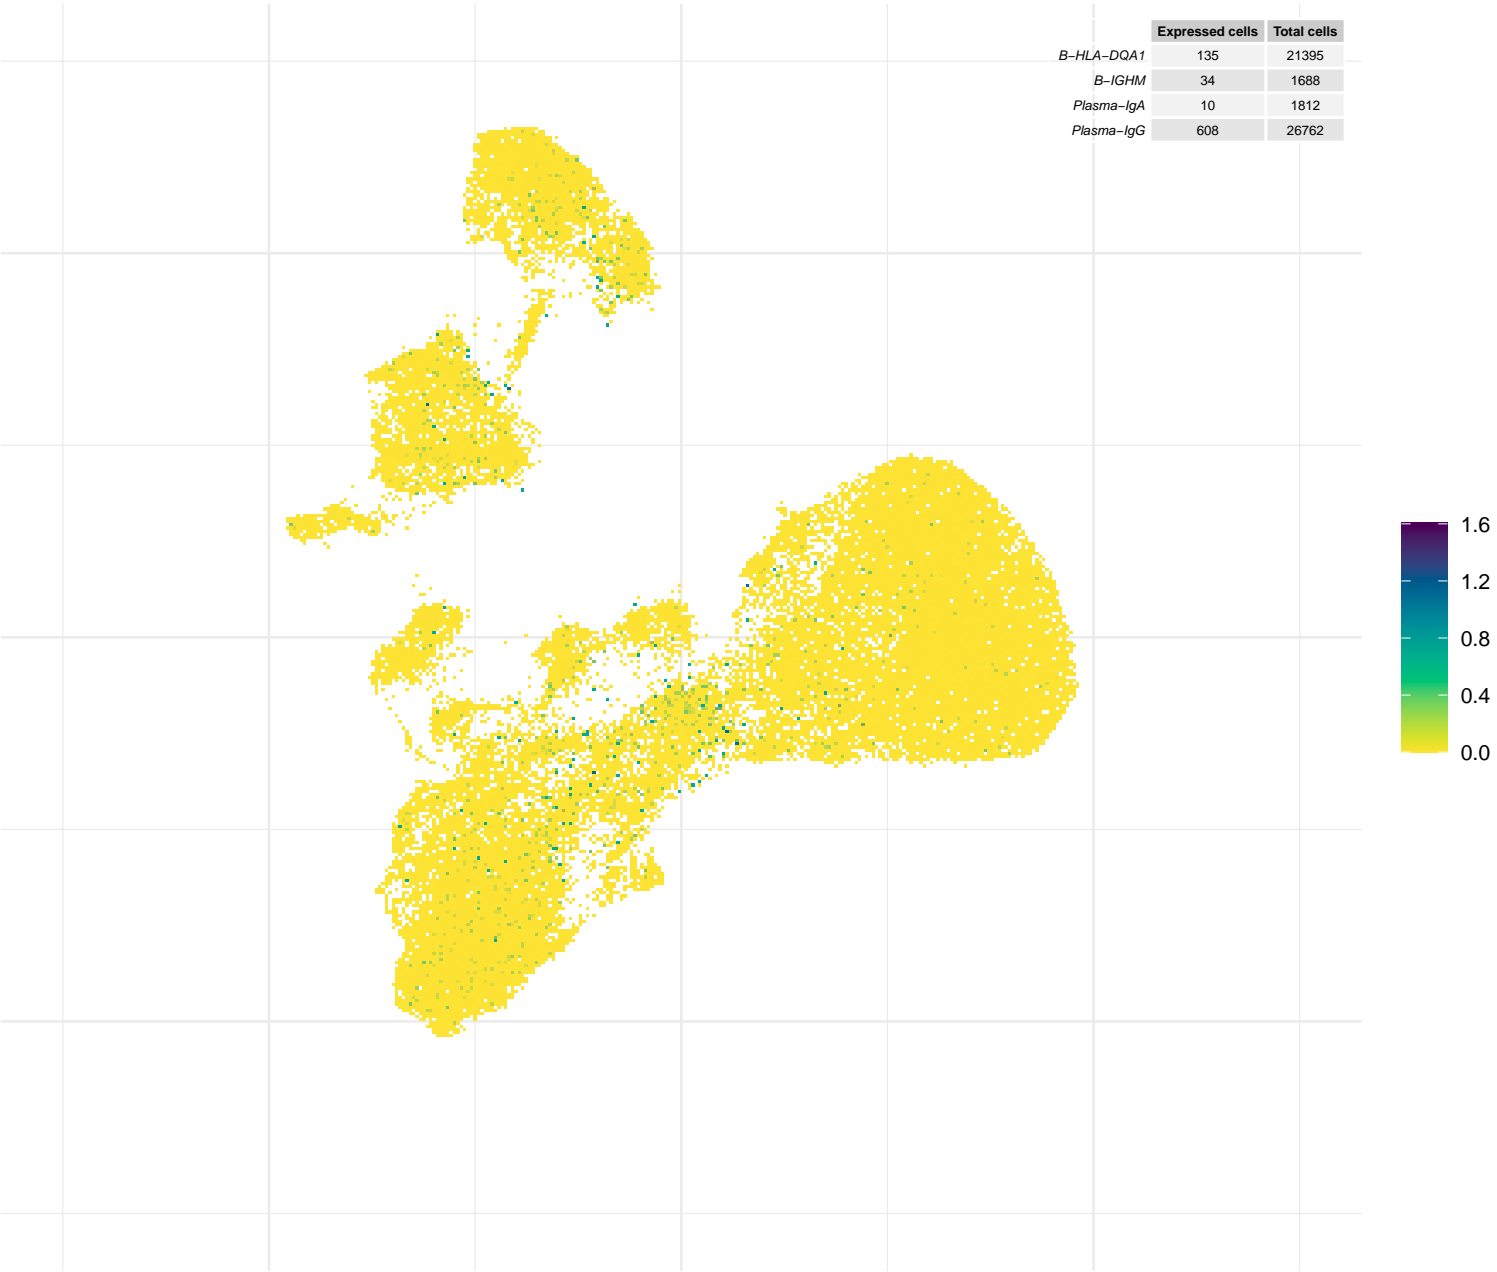 Expressed cells Total cells
B−HLA−DQA1 135 21395
B−IGHM 34 1688
Plasma−IgA 10 1812
Plasma−IgG 608 26762
1.6
1.2
0.8
0.4
0.0